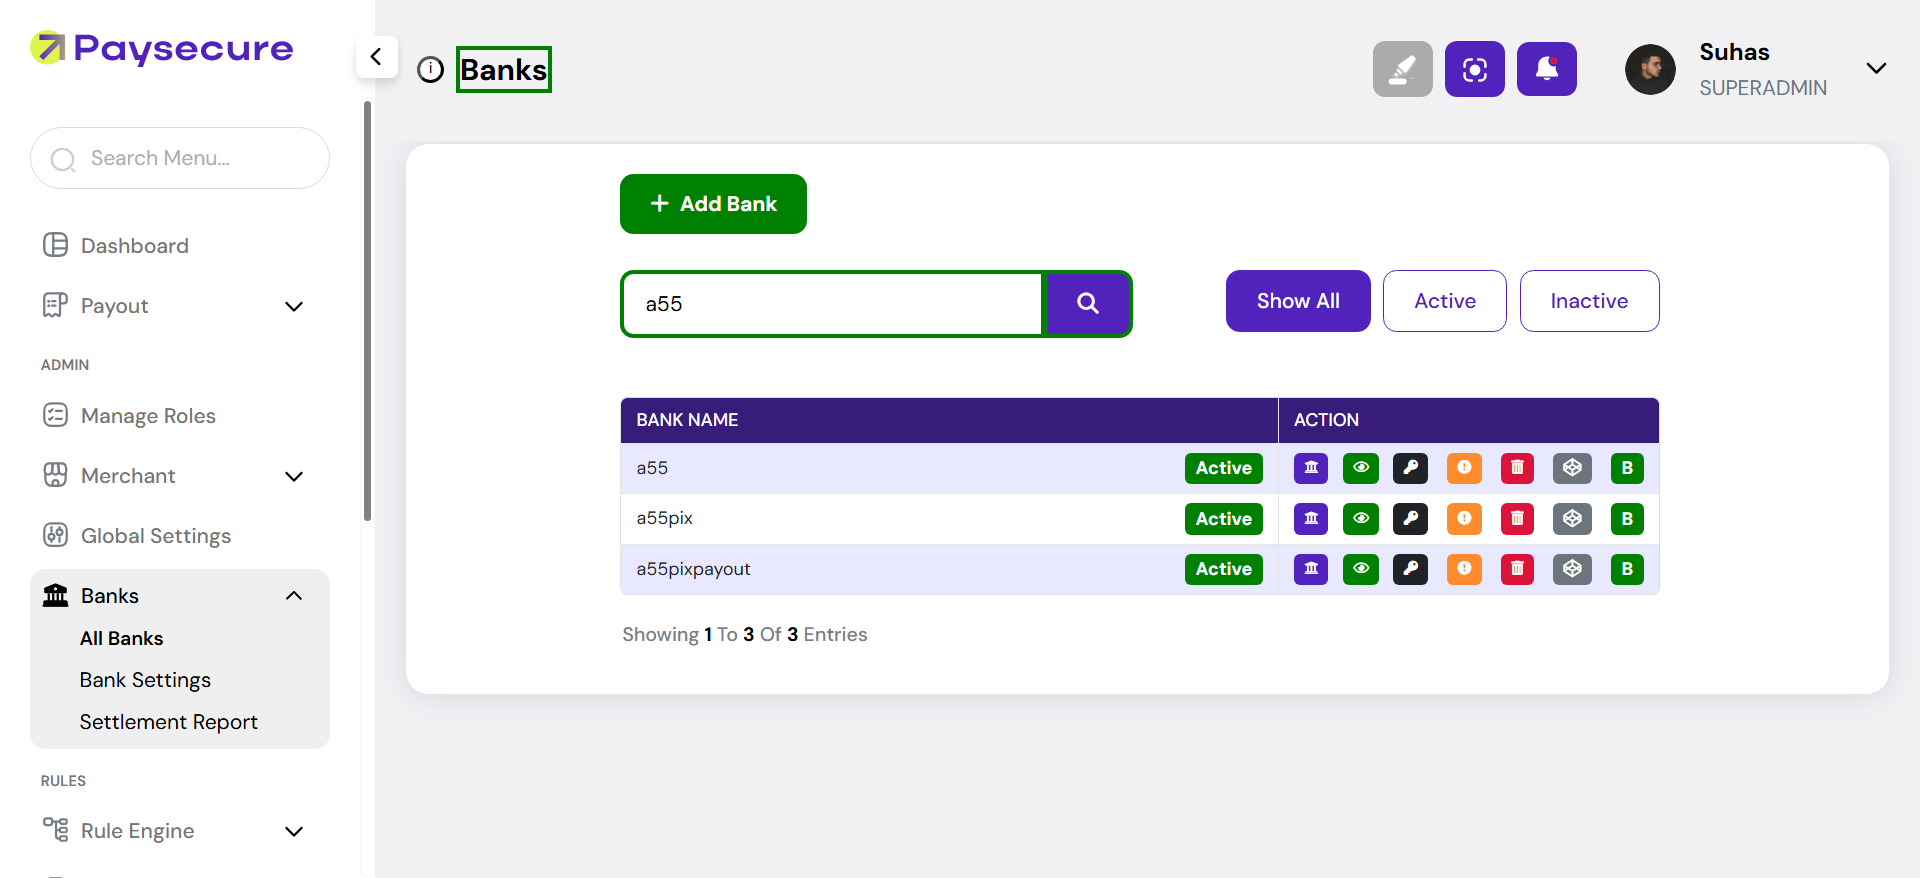 Paysecure
Search Menu...
Dashboard
Payout
ADMIN
Manage Roles
Merchant
Global Settings
Banks
All Banks
Bank Settings
Settlement Report
RULES
Rule Engine
i
Banks
Suhas
SUPERADMIN
+ Add Bank
a55
Show All
Active
Inactive
BANK NAME ACTION
a55 Active B
a55pix Active B
a55pixpayout Active B
Showing 1 To 3 Of 3 Entries